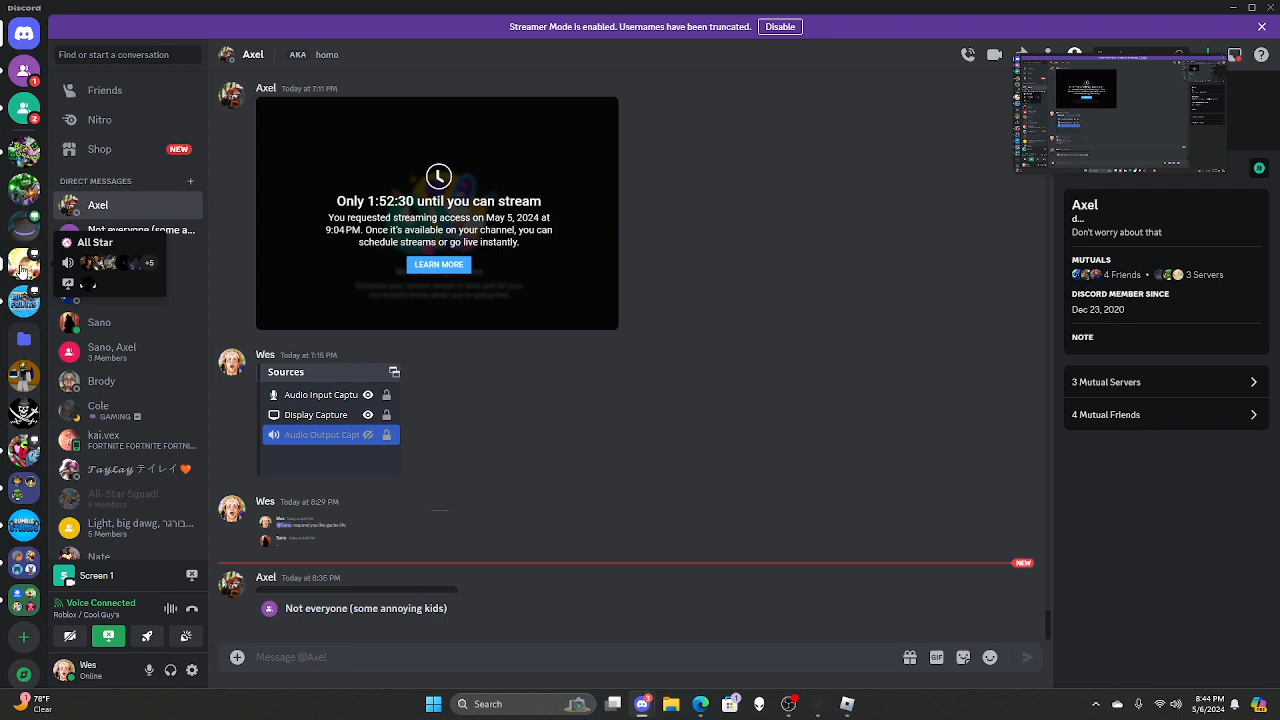 Discord
Streamer Mode is enabled. Usernames have been truncated.
Disable
Find or start a conversation
Axel
AKA
homo
Friends
Nitro
Shop
NEW
DIRECT MESSAGES
Axel
All Star
+5
Sano
Sano, Axel
3 Members
Brody
Cole
GAMING
kai.vex
FORTNITE FORTNITE FORTNI...
All-Star Squad!
8 Members
5 Members
Nate
S
Screen 1
Voice Connected
Roblox / Cool Guy's
Wes
Online
Axel Today at 7:11 PM
Only 1:52:30 until you can stream
You requested streaming access on May 5, 2024 at
9:04 PM. Once it's available on your channel, you can
schedule streams or go live instantly.
LEARN MORE
Wes Today at 7:15 PM
Sources
Audio Input Captu
Display Capture
Audio Output Capt
Wes Today at 8:29 PM
NEW
Axel Today at 8:35 PM
Not everyone (some annoying kids)
Message @Axel
GIF
Axel
d...
Don't worry about that
MUTUALS
4 Friends • 3 Servers
DISCORD MEMBER SINCE
Dec 23, 2020
NOTE
3 Mutual Servers
4 Mutual Friends
1
2
78°F
Clear
Search
3
1
8:44 PM
5/6/2024